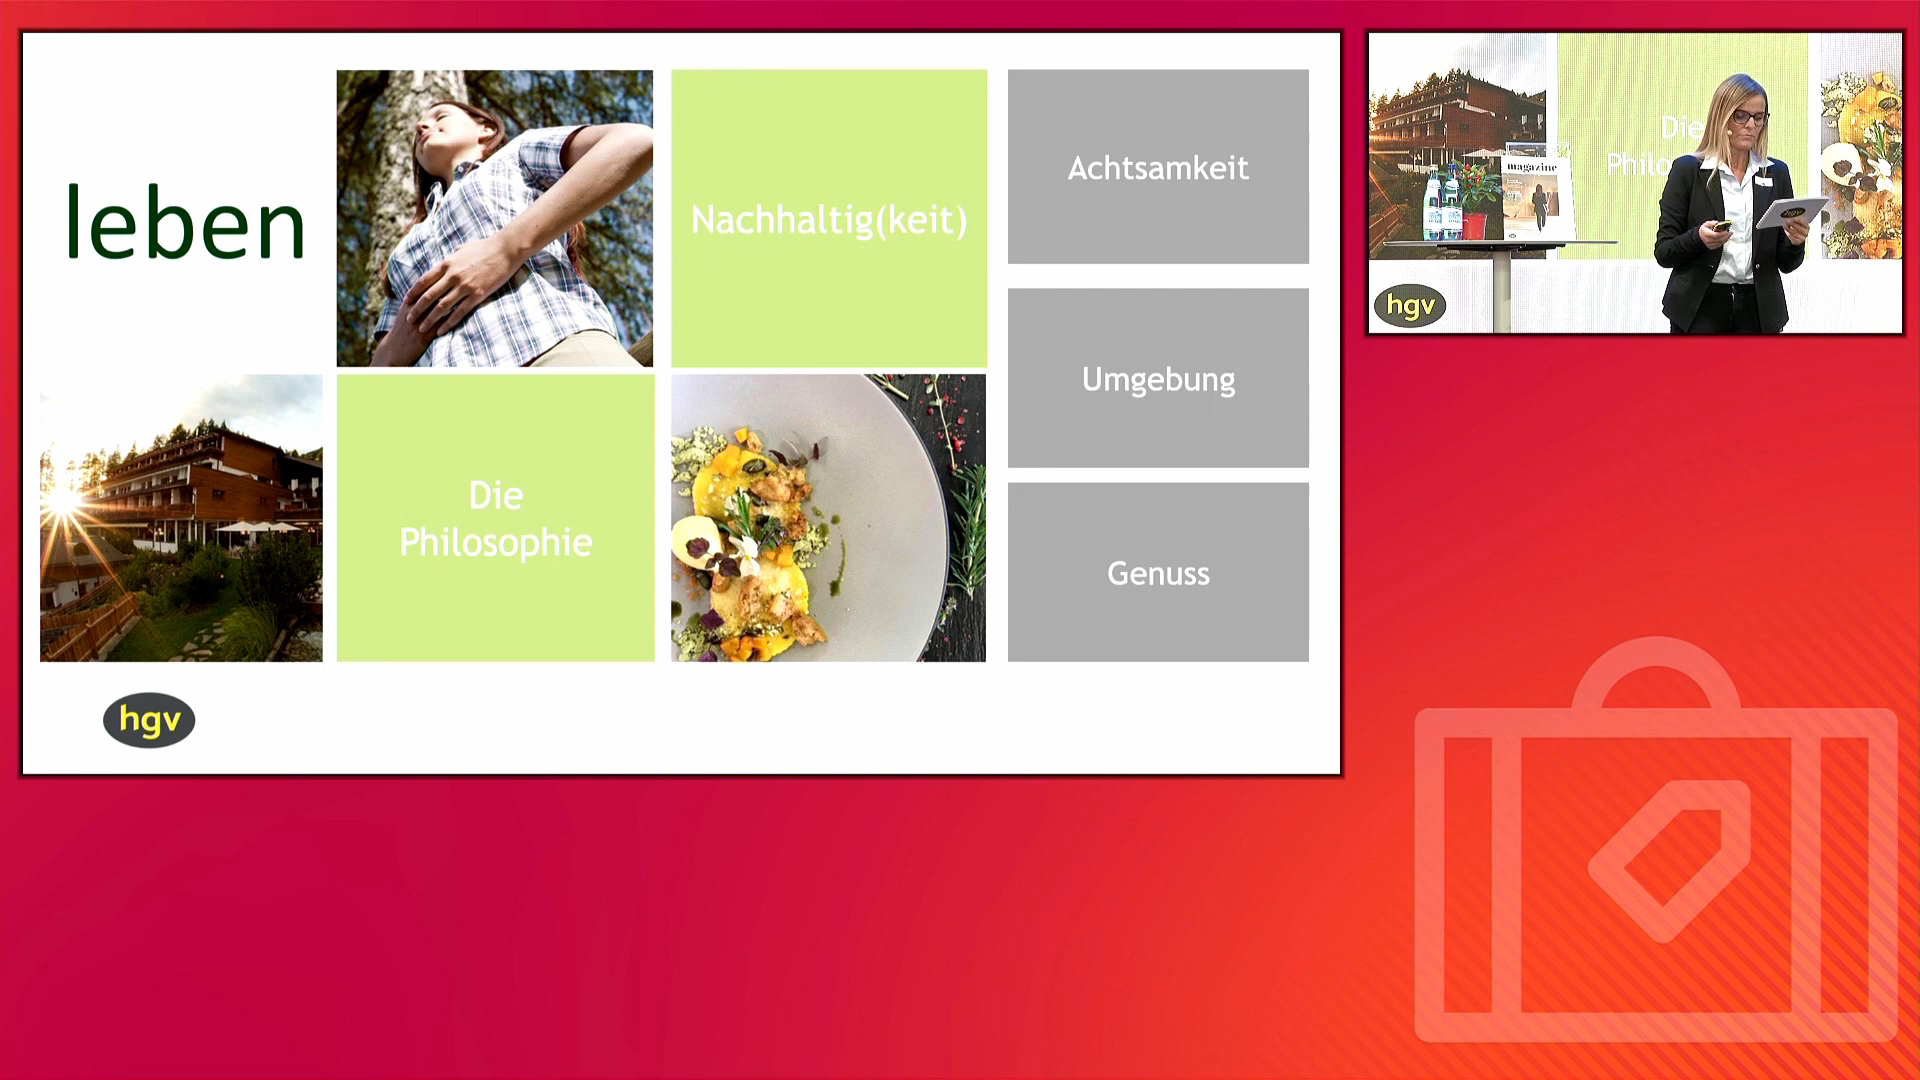 leben
Nachhaltig(keit)
Achtsamkeit
Umgebung
Die
Philosophie
Genuss
hgv
Die
Philo
magazine
hgv